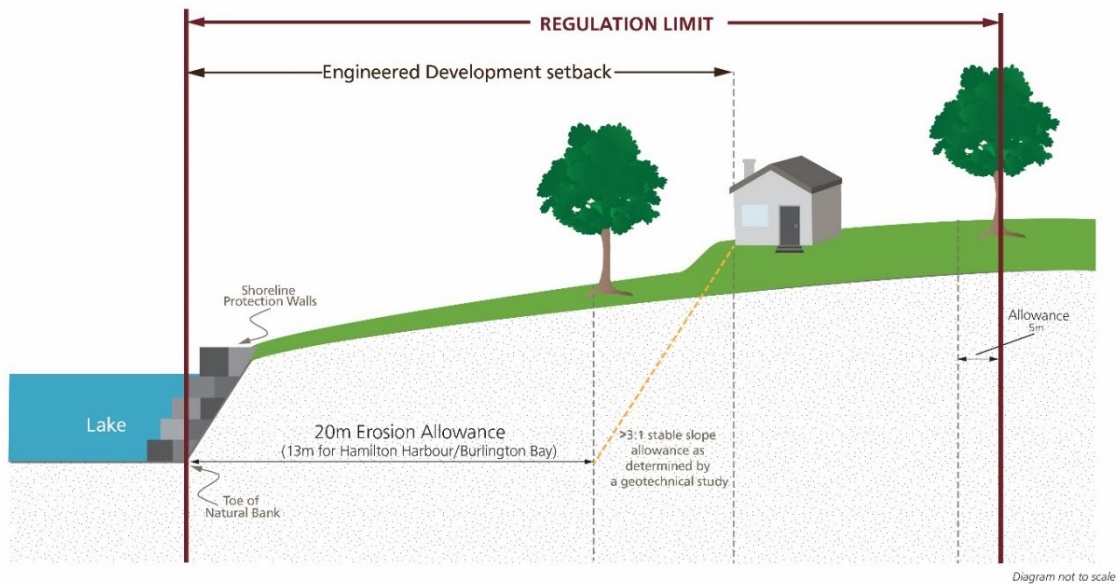 REGULATION LIMIT
Engineered Development setback
Shoreline
Protection Walls
Allowance
5m
Lake
20m Erosion Allowance
(13m for Hamilton Harbour/Burlington Bay)
>3:1 stable slope
allowance as
determined by
a geotechnical study
Toe of
Natural Bank
Diagram not to scale